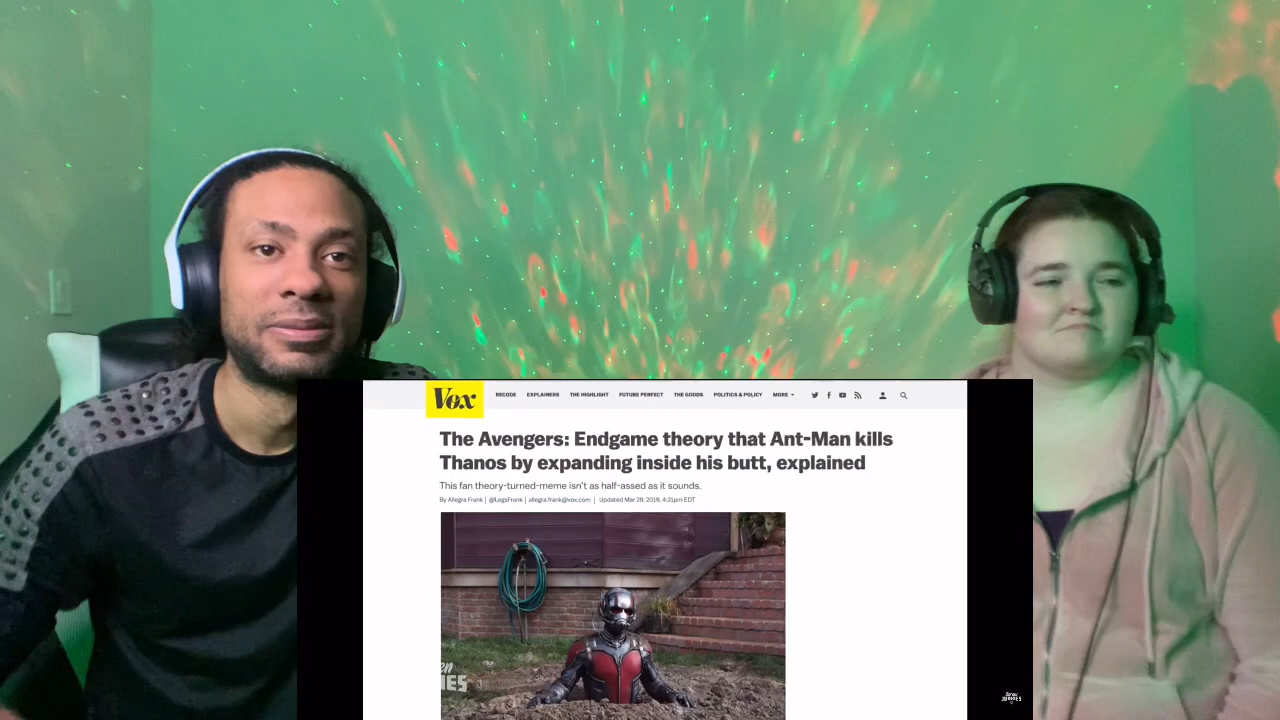 Vox
RECODE EXPLAINERS THE HIGHLIGHT FUTURE PERFECT THE GOODS POLITICS & POLICY MORE
The Avengers: Endgame theory that Ant-Man kills
Thanos by expanding inside his butt, explained
This fan theory-turned-meme isn't as half-assed as it sounds.
By Allegra Frank | @LegsFrank | allegra.frank@vox.com | Updated Mar 29, 2019, 4:21pm EDT